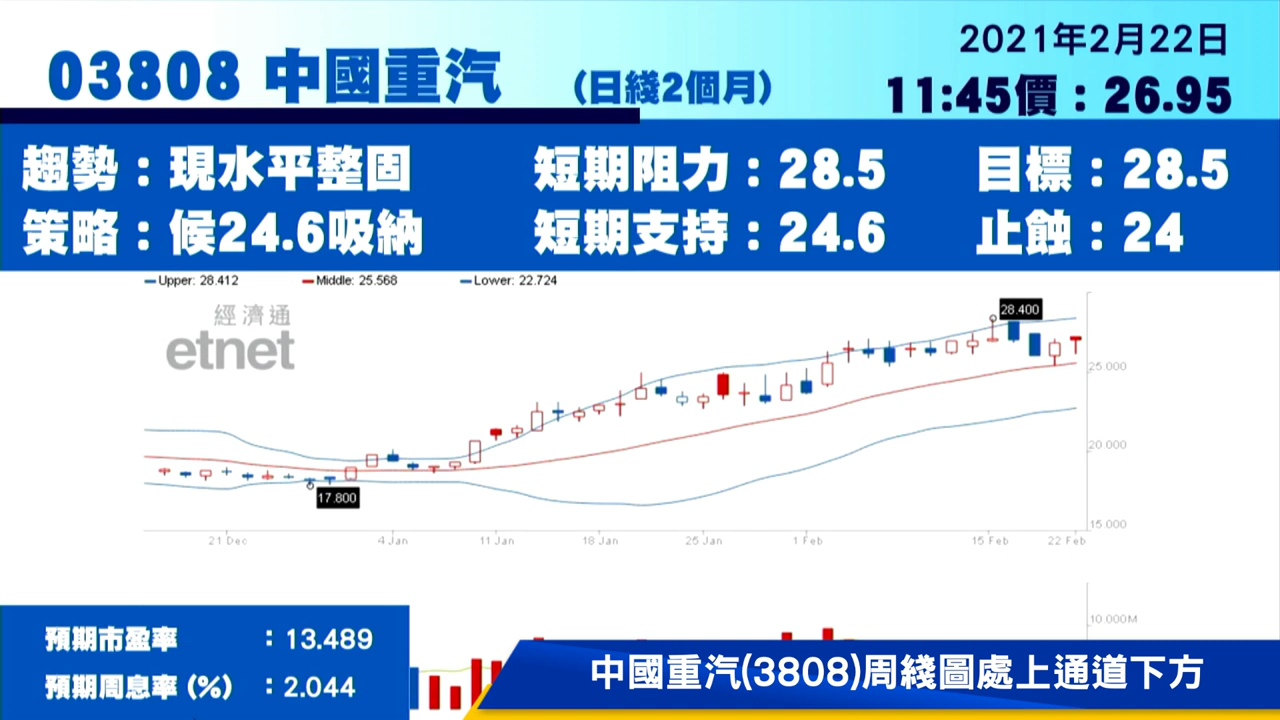 2021年2月22日
03808 中國重汽
(日綫2個月)
11:45價：26.95
趨勢：現水平整固
短期阻力：28.5
目標：28.5
策略：候24.6吸納
短期支持：24.6
止蝕：24
Upper: 28.412
Middle: 25.568
Lower: 22.724
經濟通
etnet
28.400
25.000
20.000
17.800
15.000
21 Dec
4 Jan
11 Jan
18 Jan
25 Jan
1 Feb
15 Feb
22 Feb
10.000M
預期市盈率：13.489
預期周息率 (%)：2.044
中國重汽(3808)周綫圖處上通道下方